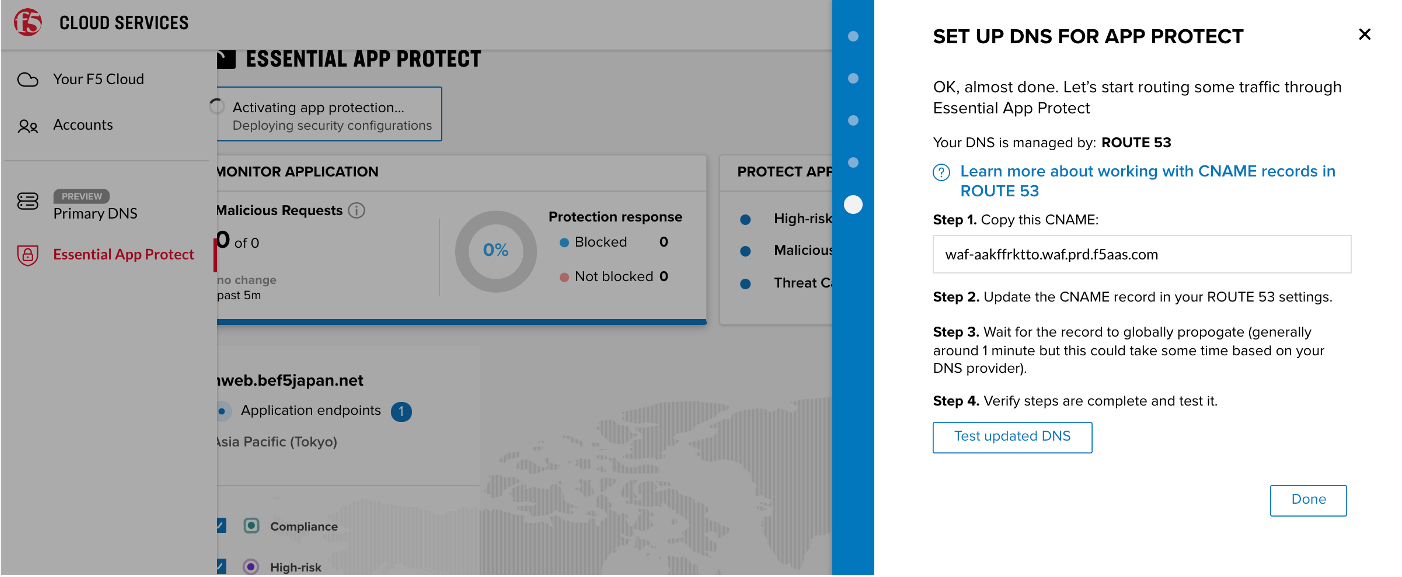 f5 CLOUD SERVICES
Your F5 Cloud
Accounts
PREVIEW
Primary DNS
Essential App Protect
ESSENTIAL APP PROTECT
Activating app protection...
Deploying security configurations
MONITOR APPLICATION
Malicious Requests
0 of 0
no change
past 5m
0%
Protection response
Blocked 0
Not blocked 0
PROTECT APP
High-risk
Malicious
Threat Ca
web.bef5japan.net
Application endpoints 1
Asia Pacific (Tokyo)
Compliance
High-risk
SET UP DNS FOR APP PROTECT
OK, almost done. Let's start routing some traffic through
Essential App Protect
Your DNS is managed by: ROUTE 53
? Learn more about working with CNAME records in
ROUTE 53
Step 1. Copy this CNAME:
waf-aakffrktto.waf.prd.f5aas.com
Step 2. Update the CNAME record in your ROUTE 53 settings.
Step 3. Wait for the record to globally propogate (generally
around 1 minute but this could take some time based on your
DNS provider).
Step 4. Verify steps are complete and test it.
Test updated DNS
Done